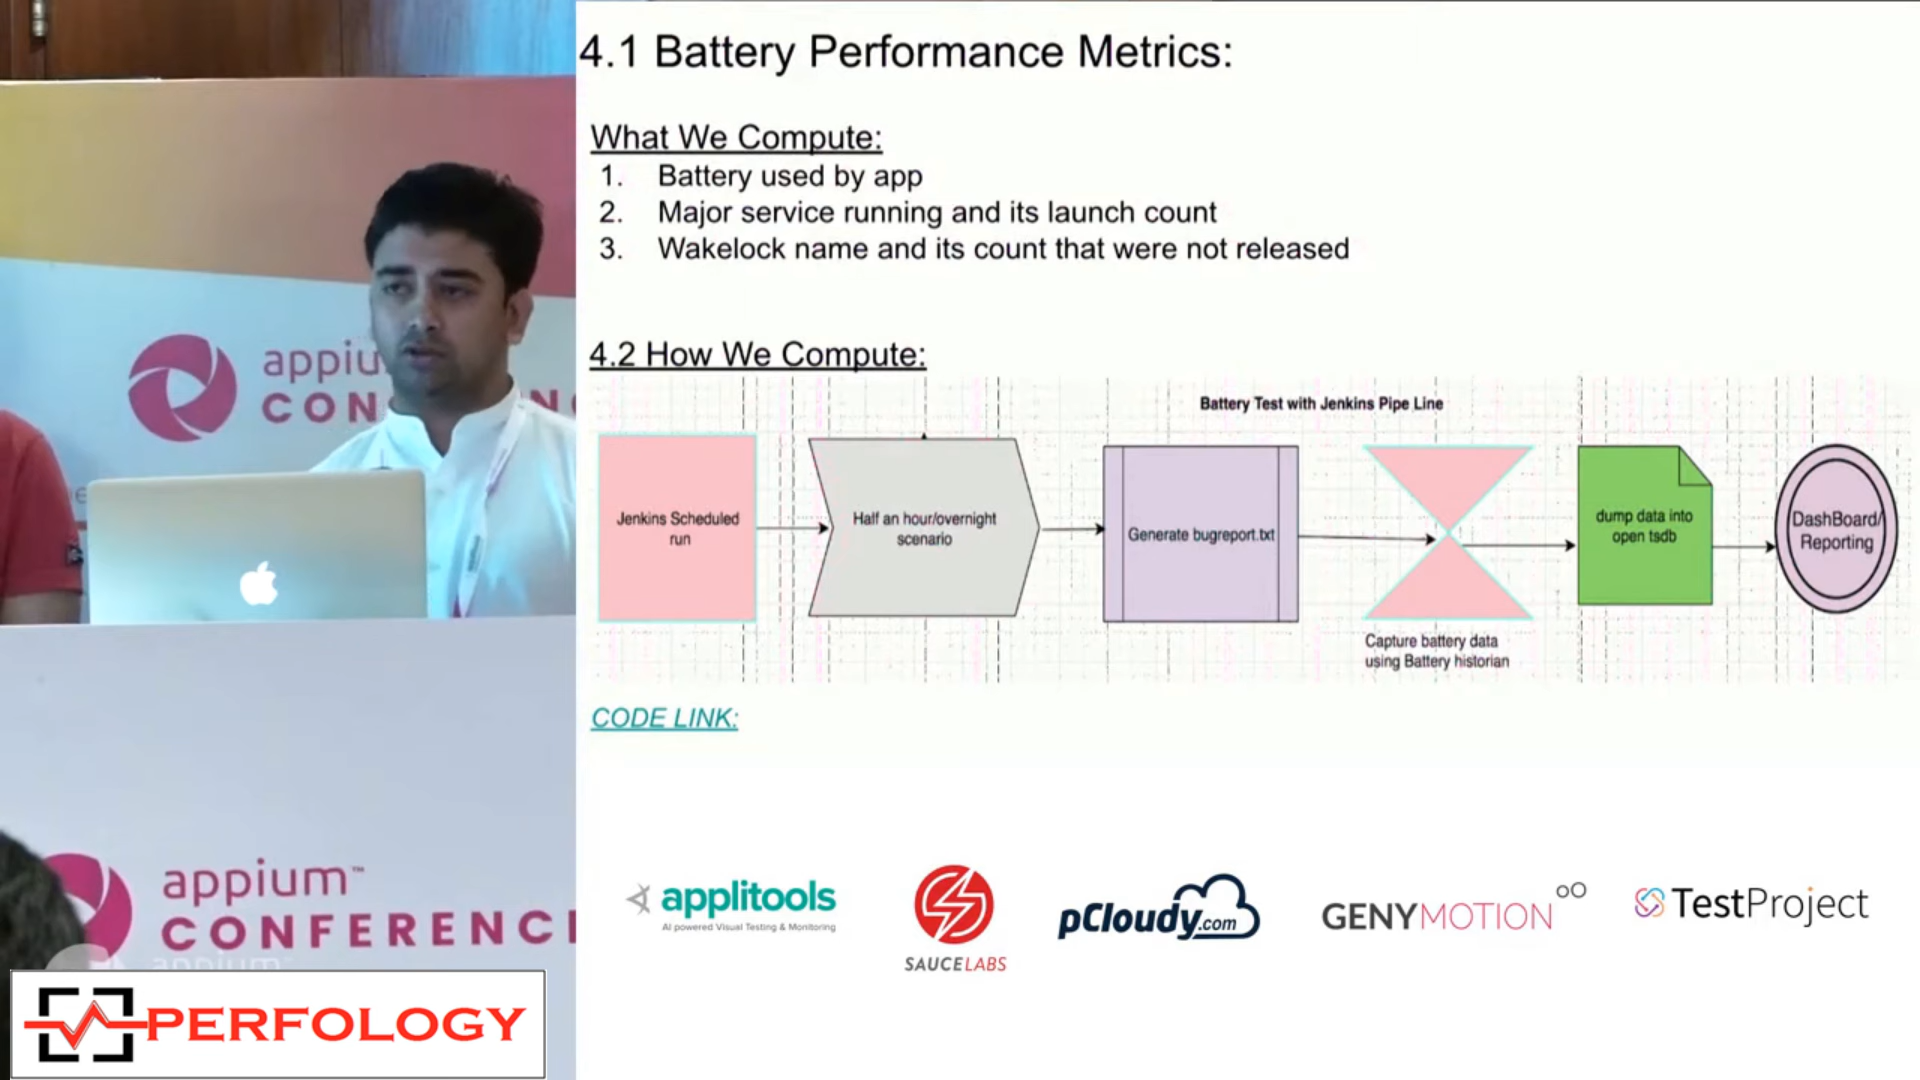 4.1 Battery Performance Metrics:
What We Compute:
1. Battery used by app
2. Major service running and its launch count
3. Wakelock name and its count that were not released
4.2 How We Compute:
Battery Test with Jenkins Pipe Line
Jenkins Scheduled
run
Half an hour/overnight
scenario
Generate bugreport.txt
Capture battery data
using Battery historian
dump data into
open tsdb
DashBoard/
Reporting
CODE LINK:
applitools
AI powered Visual Testing & Monitoring
SAUCELABS
pCloudy.com
GENYMOTION
TestProject
appiu
CON N
appium™
CONFERENC
appium
PERFOLOGY